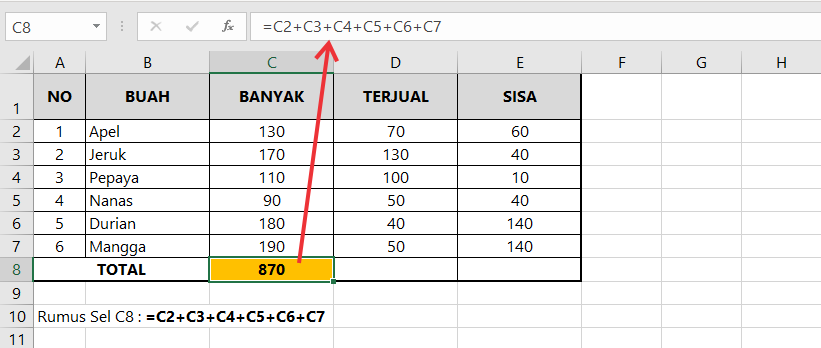 C8 fx =C2+C3+C4+C5+C6+C7
A B C D E F G H
1 NO BUAH BANYAK TERJUAL SISA
2 1 Apel 130 70 60
3 2 Jeruk 170 130 40
4 3 Pepaya 110 100 10
5 4 Nanas 90 50 40
6 5 Durian 180 40 140
7 6 Mangga 190 50 140
8 TOTAL 870
9
10 Rumus Sel C8 : =C2+C3+C4+C5+C6+C7
11